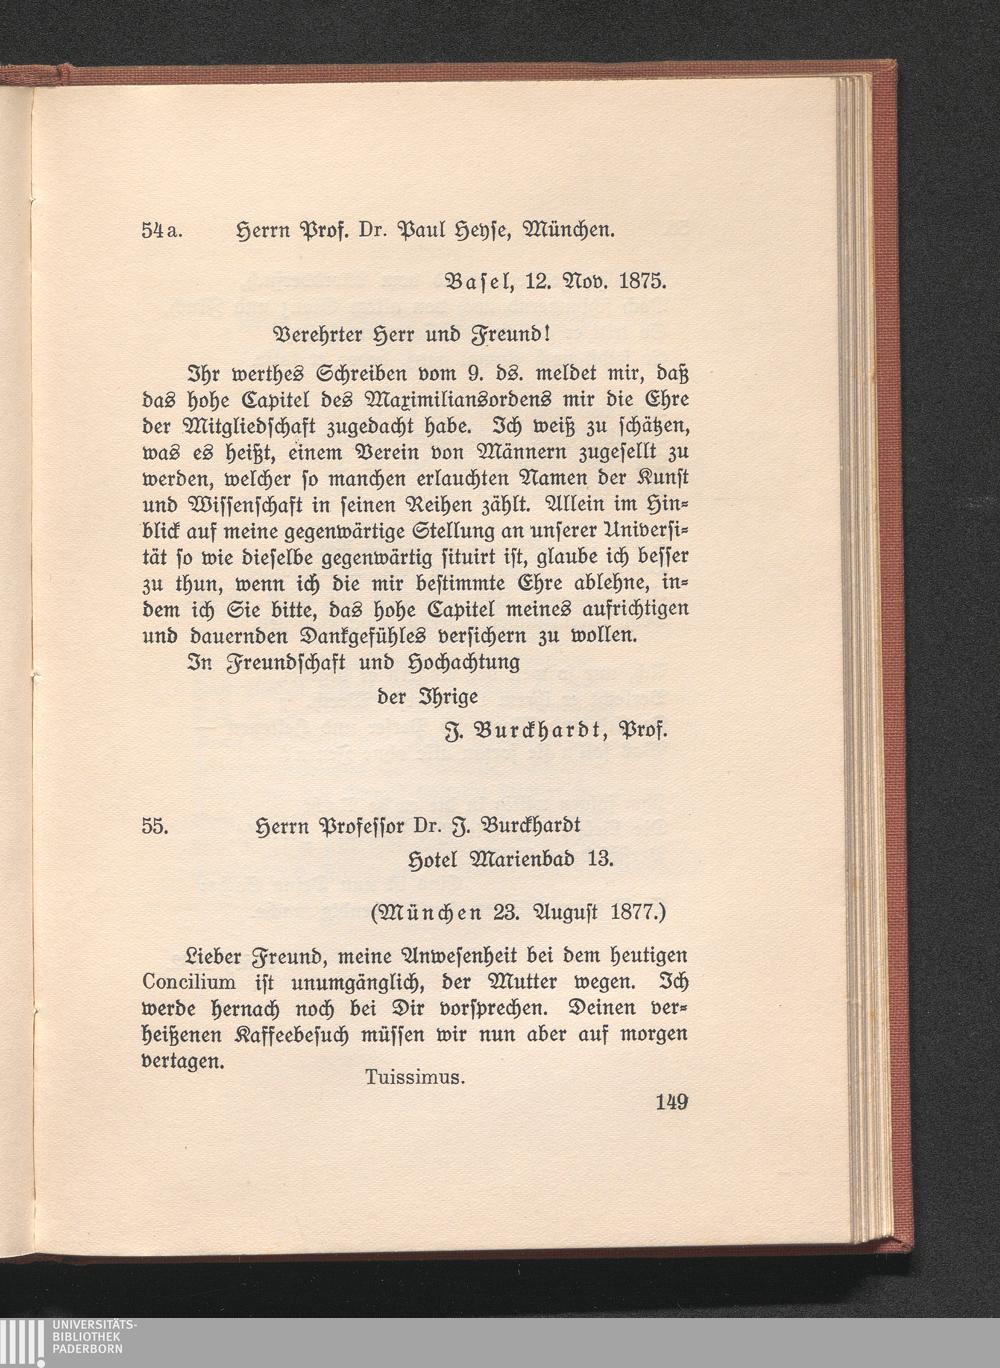 54a. Herrn Prof. Dr. Paul Heyse, München.
Basel, 12. Nov. 1875.
Verehrter Herr und Freund!
Ihr werthes Schreiben vom 9. ds. meldet mir, daß
das hohe Capitel des Maximiliansordens mir die Ehre
der Mitgliedschaft zugedacht habe. Ich weiß zu schätzen,
was es heißt, einem Verein von Männern zugesellt zu
werden, welcher so manchen erlauchten Namen der Kunst
und Wissenschaft in seinen Reihen zählt. Allein im Hin=
blick auf meine gegenwärtige Stellung an unserer Universi=
tät so wie dieselbe gegenwärtig situirt ist, glaube ich besser
zu thun, wenn ich die mir bestimmte Ehre ablehne, in=
dem ich Sie bitte, das hohe Capitel meines aufrichtigen
und dauernden Dankgefühles versichern zu wollen.
In Freundschaft und Hochachtung
der Ihrige
J. Burckhardt, Prof.
55. Herrn Professor Dr. J. Burckhardt
Hotel Marienbad 13.
(München 23. August 1877.)
Lieber Freund, meine Anwesenheit bei dem heutigen
Concilium ist unumgänglich, der Mutter wegen. Ich
werde hernach noch bei Dir vorsprechen. Deinen ver=
heißenen Kaffeebesuch müssen wir nun aber auf morgen
vertagen.
Tuissimus.
149
UNIVERSITÄTS-
BIBLIOTHEK
PADERBORN